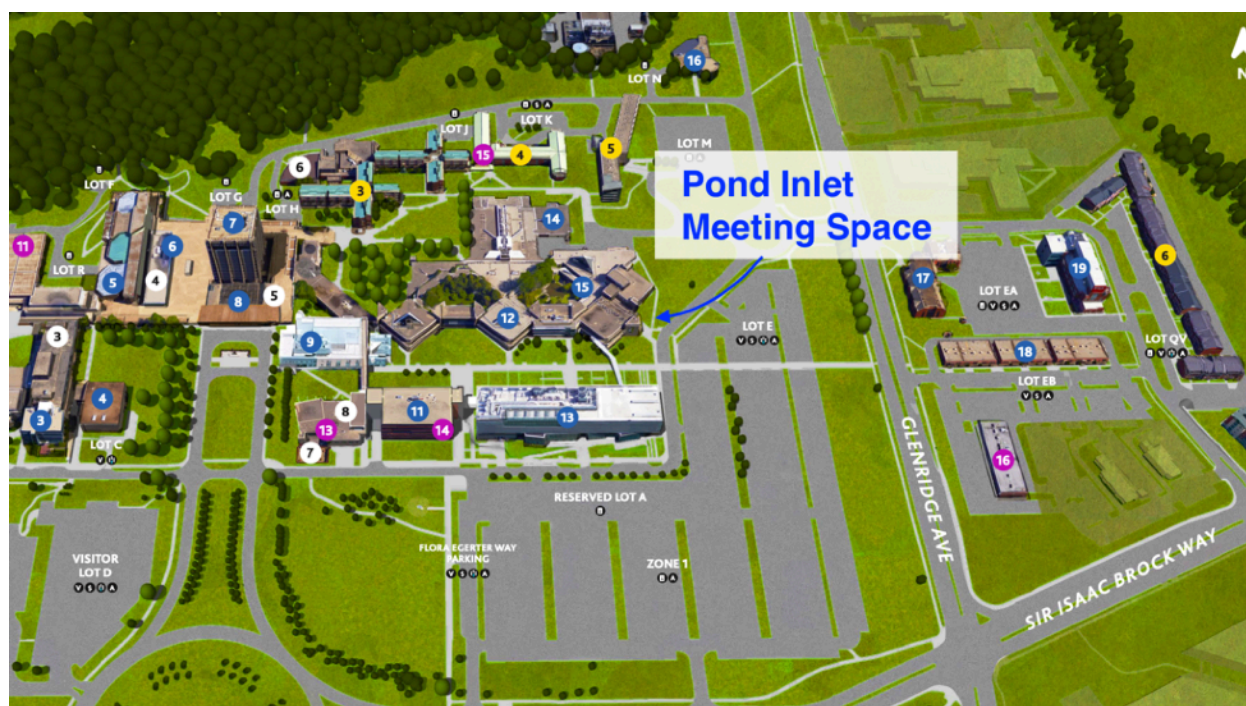 16
N
LOT N
LOT J
LOT K
B S A
15
4
5
LOT M
B A
6
3
Pond Inlet
Meeting Space
LOT F
LOT G
B A
LOT H
7
14
11
LOT R
6
5
4
8
5
15
12
17
19
6
LOT EA
B V S A
LOT E
3
9
18
LOT QV
LOT EB
V S A
4
3
LOT C
8
13
7
11
14
13
16
GLENRIDGE AVE
RESERVED LOT A
B
VISITOR
LOT D
FLORA EGERTER WAY
PARKING
ZONE 1
B A
SIR ISAAC BROCK WAY